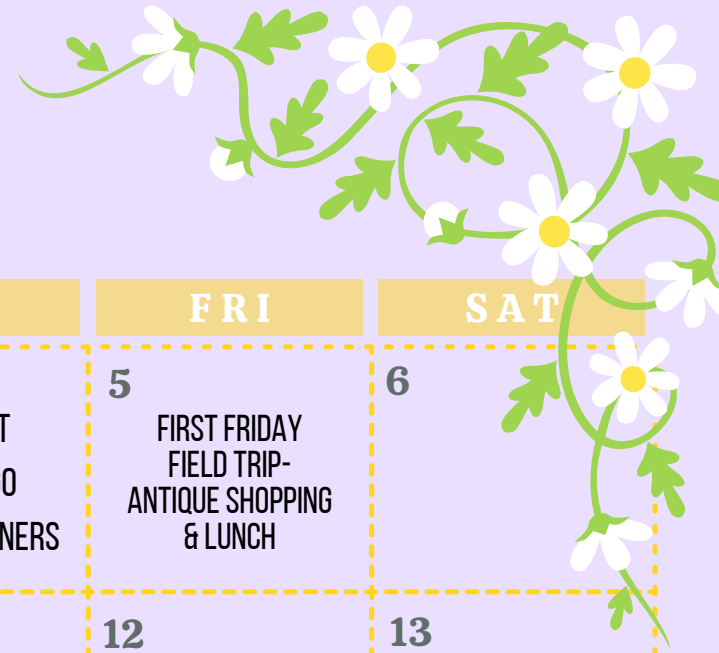 FRI SAT
5 6
T
FIRST FRIDAY
FIELD TRIP-
ANTIQUE SHOPPING
& LUNCH
12 13